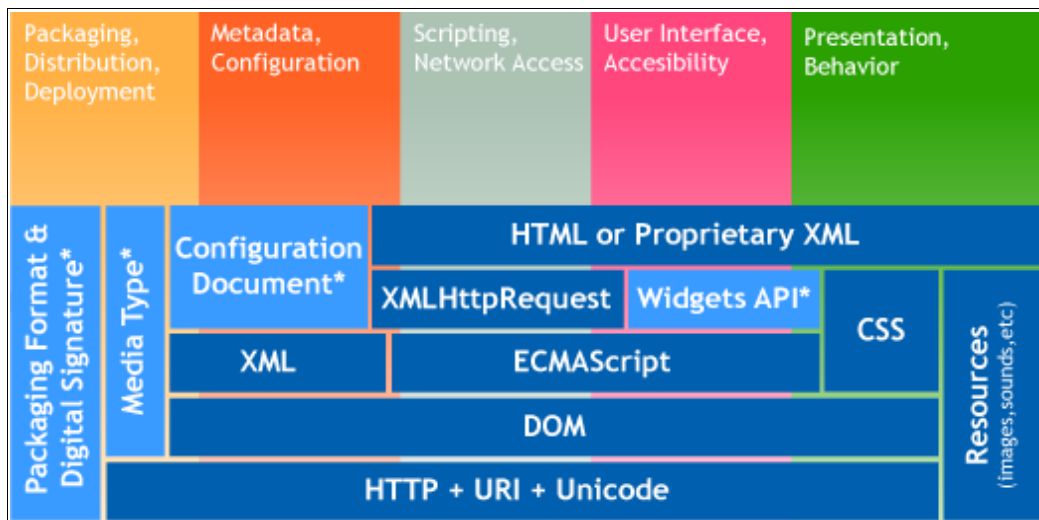 Packaging,
Distribution,
Deployment
Metadata,
Configuration
Scripting,
Network Access
User Interface,
Accesibility
Presentation,
Behavior
Packaging Format &
Digital Signature*
Media Type*
Configuration
Document*
HTML or Proprietary XML
XMLHttpRequest
Widgets API*
CSS
Resources
(images,sounds,etc)
XML
ECMAScript
DOM
HTTP + URI + Unicode